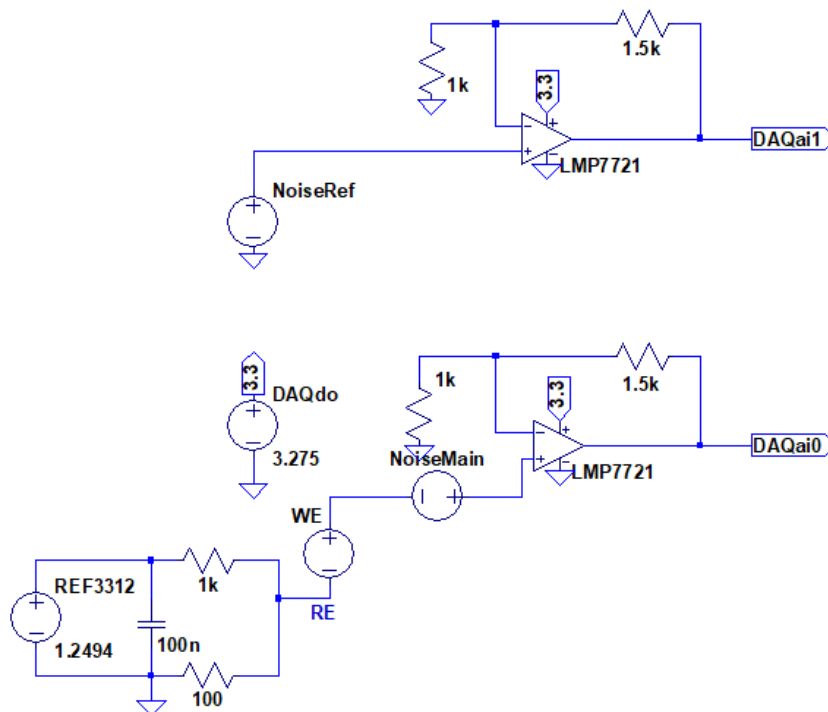 1.5k
1k
3.3
DAQai1
LMP7721
NoiseRef
3.3
DAQdo
3.275
1k
1.5k
3.3
DAQai0
NoiseMain
LMP7721
WE
1k
REF3312
RE
100n
1.2494
100